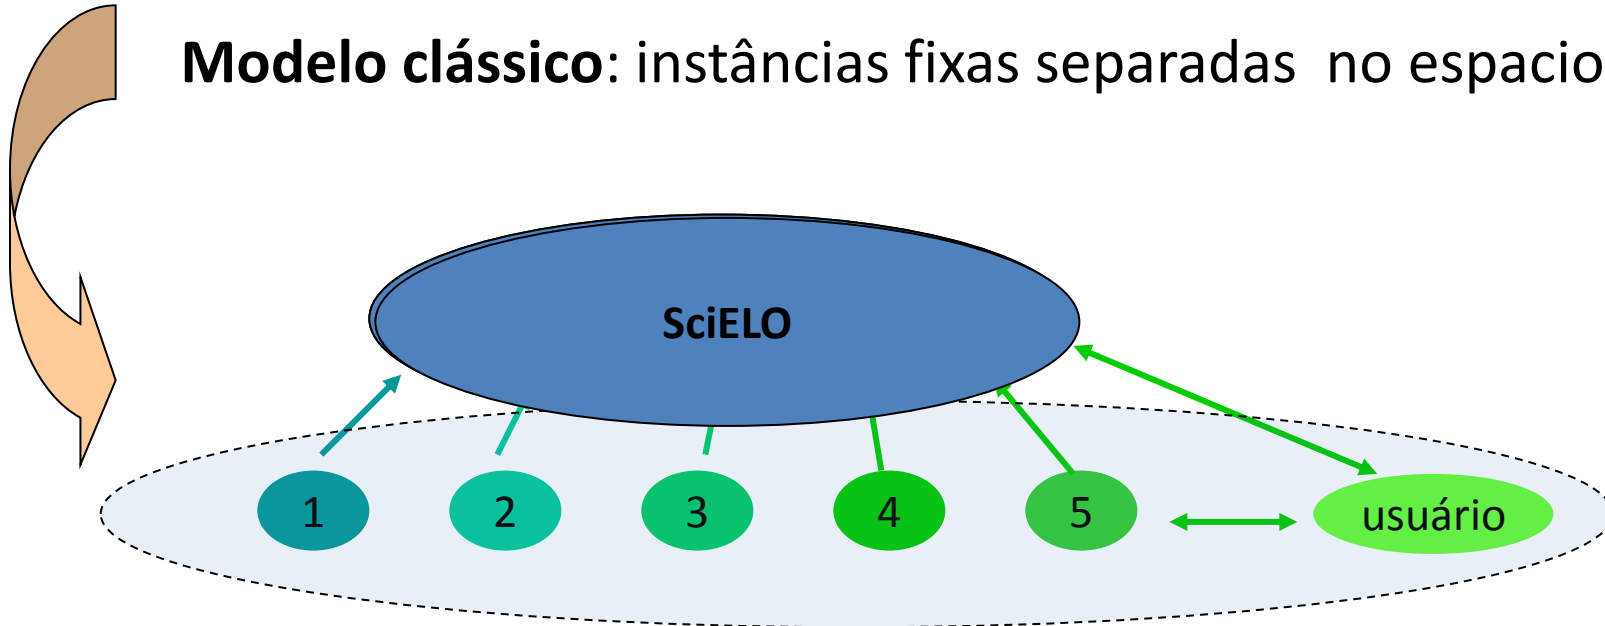 Modelo clássico: instâncias fixas separadas  no espacio
SciELO
1
2
3
4
5
usuário